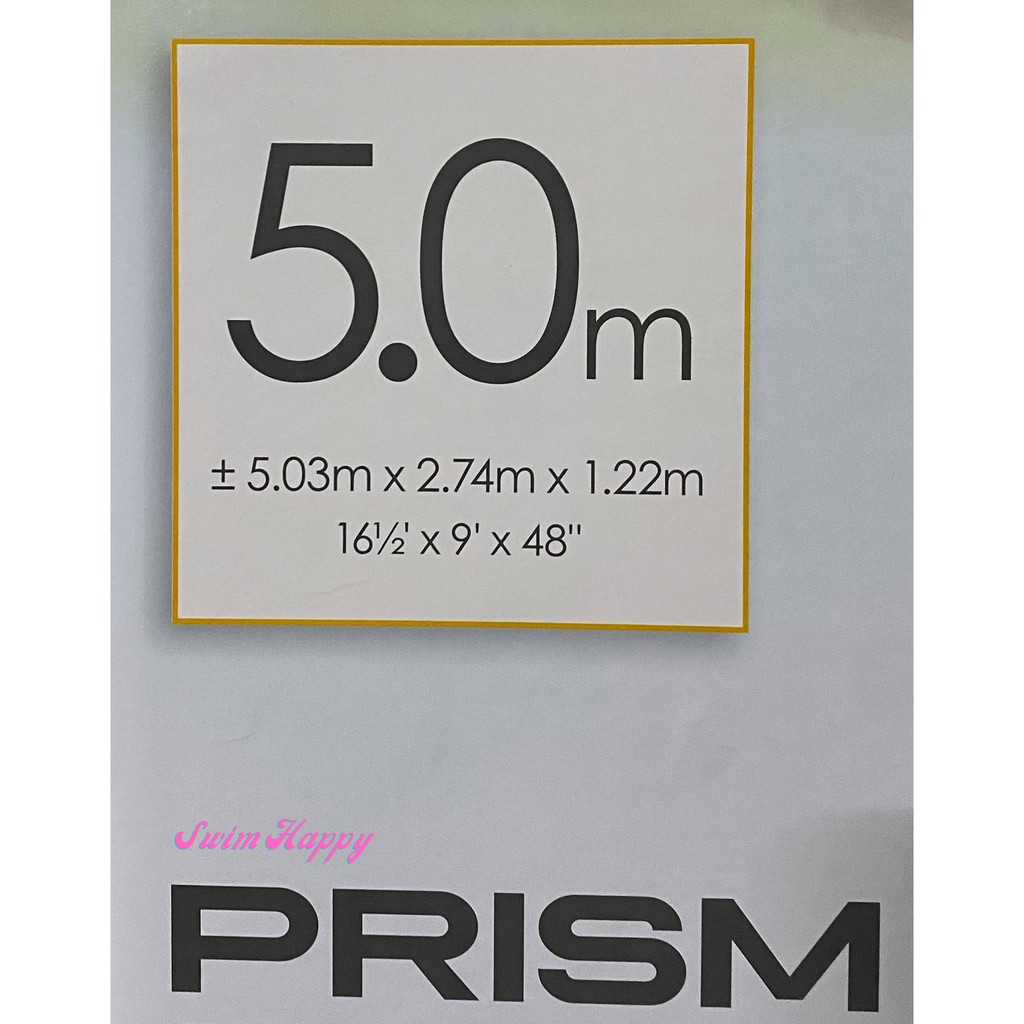 5.0m
± 5.03m x 2.74m x 1.22m
16½' x 9' x 48"
Swim Happy
PRISM